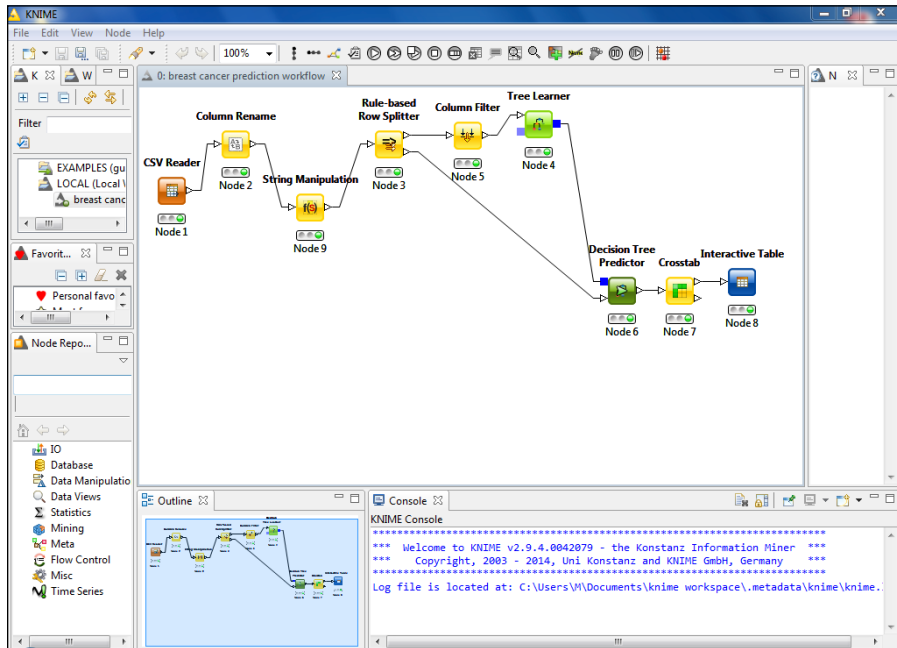 KNIME
File Edit View Node Help
100%
K
W
0: breast cancer prediction workflow
N
Filter
EXAMPLES (gu
LOCAL (Local \
breast canc
Favorit...
Personal favo
Node Repo...
IO
Database
Data Manipulatio
Data Views
Statistics
Mining
Meta
Flow Control
Misc
Time Series
CSV Reader
Node 1
Column Rename
Node 2
String Manipulation
f(s)
Node 9
Rule-based
Row Splitter
Node 3
Column Filter
Node 5
Tree Learner
Node 4
Decision Tree
Predictor
Node 6
Crosstab
Node 7
Interactive Table
Node 8
Outline
Console
KNIME Console
***********************************************************************
*** Welcome to KNIME v2.9.4.0042079 - the Konstanz Information Miner ***
*** Copyright, 2003 - 2014, Uni Konstanz and KNIME GmbH, Germany ***
***********************************************************************
Log file is located at: C:\Users\M\Documents\knime workspace\.metadata\knime\knime.